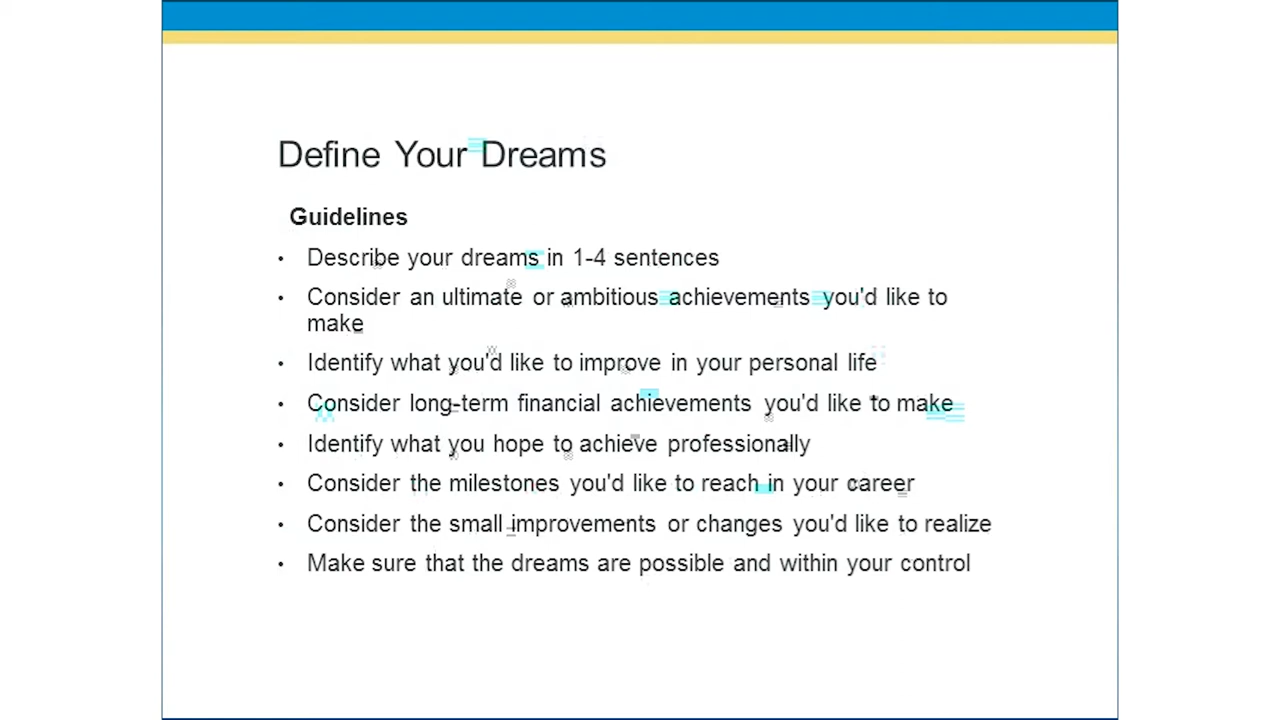 Define Your Dreams
Guidelines
• Describe your dreams in 1-4 sentences
• Consider an ultimate or ambitious achievements you'd like to
make
• Identify what you'd like to improve in your personal life
• Consider long-term financial achievements you'd like to make
• Identify what you hope to achieve professionally
• Consider the milestones you'd like to reach in your career
• Consider the small improvements or changes you'd like to realize
• Make sure that the dreams are possible and within your control